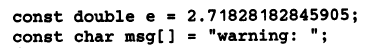 const double e = 2.71828182845905;
const char msg[] = "warning: ";